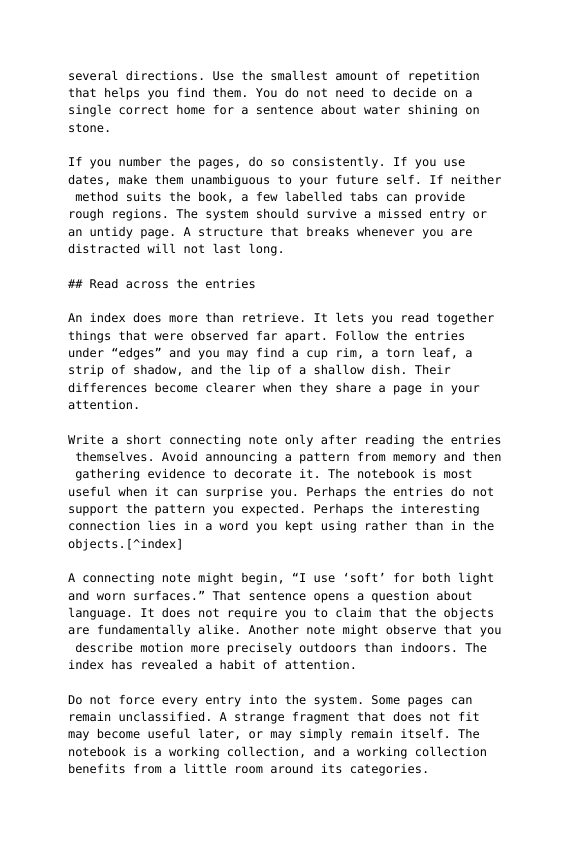 several directions. Use the smallest amount of repetition
that helps you find them. You do not need to decide on a
single correct home for a sentence about water shining on
stone.

If you number the pages, do so consistently. If you use
dates, make them unambiguous to your future self. If neither
 method suits the book, a few labelled tabs can provide
rough regions. The system should survive a missed entry or
an untidy page. A structure that breaks whenever you are
distracted will not last long.

## Read across the entries

An index does more than retrieve. It lets you read together
things that were observed far apart. Follow the entries
under “edges” and you may find a cup rim, a torn leaf, a
strip of shadow, and the lip of a shallow dish. Their
differences become clearer when they share a page in your
attention.

Write a short connecting note only after reading the entries
 themselves. Avoid announcing a pattern from memory and then
 gathering evidence to decorate it. The notebook is most
useful when it can surprise you. Perhaps the entries do not
support the pattern you expected. Perhaps the interesting
connection lies in a word you kept using rather than in the
objects.[^index]

A connecting note might begin, “I use ‘soft’ for both light
and worn surfaces.” That sentence opens a question about
language. It does not require you to claim that the objects
are fundamentally alike. Another note might observe that you
 describe motion more precisely outdoors than indoors. The
index has revealed a habit of attention.

Do not force every entry into the system. Some pages can
remain unclassified. A strange fragment that does not fit
may become useful later, or may simply remain itself. The
notebook is a working collection, and a working collection
benefits from a little room around its categories.